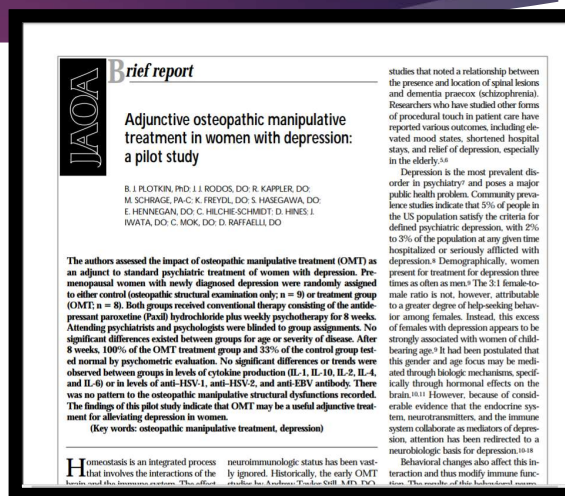 JAOA
Brief report
Adjunctive osteopathic manipulative
treatment in women with depression:
a pilot study
B. J. PLOTKIN, PhD; J. J. RODOS, DO; R. KAPPLER, DO;
M. SCHRAGE, PA-C; K. FREYDL, DO; S. HASEGAWA, DO;
E. HENNEGAN, DO; C. HILCHIE-SCHMIDT; D. HINES; J.
IWATA, DO; C. MOK, DO; D. RAFFAELLI, DO
The authors assessed the impact of osteopathic manipulative treatment (OMT) as
an adjunct to standard psychiatric treatment of women with depression. Pre-
menopausal women with newly diagnosed depression were randomly assigned
to either control (osteopathic structural examination only; n = 9) or treatment group
(OMT; n = 8). Both groups received conventional therapy consisting of the antide-
pressant paroxetine (Paxil) hydrochloride plus weekly psychotherapy for 8 weeks.
Attending psychiatrists and psychologists were blinded to group assignments. No
significant differences existed between groups for age or severity of disease. After
8 weeks, 100% of the OMT treatment group and 33% of the control group test-
ed normal by psychometric evaluation. No significant differences or trends were
observed between groups in levels of cytokine production (IL-1, IL-10, IL-2, IL-4,
and IL-6) or in levels of anti–HSV-1, anti–HSV-2, and anti-EBV antibody. There
was no pattern to the osteopathic manipulative structural dysfunctions recorded.
The findings of this pilot study indicate that OMT may be a useful adjunctive treat-
ment for alleviating depression in women.
(Key words: osteopathic manipulative treatment, depression)
Homeostasis is an integrated process
that involves the interactions of the
brain and the immune system. The effect
neuroimmunologic status has been vast-
ly ignored. Historically, the early OMT
studies by Andrew Taylor Still, MD, DO,
studies that noted a relationship between
the presence and location of spinal lesions
and dementia praecox (schizophrenia).
Researchers who have studied other forms
of procedural touch in patient care have
reported various outcomes, including ele-
vated mood states, shortened hospital
stays, and relief of depression, especially
in the elderly.5,6
Depression is the most prevalent dis-
order in psychiatry7 and poses a major
public health problem. Community preva-
lence studies indicate that 5% of people in
the US population satisfy the criteria for
defined psychiatric depression, with 2%
to 3% of the population at any given time
hospitalized or seriously afflicted with
depression.8 Demographically, women
present for treatment for depression three
times as often as men.9 The 3:1 female-to-
male ratio is not, however, attributable
to a greater degree of help-seeking behav-
ior among females. Instead, this excess
of females with depression appears to be
strongly associated with women of child-
bearing age.9 It had been postulated that
this gender and age focus may be medi-
ated through biologic mechanisms, specif-
ically through hormonal effects on the
brain.10,11 However, because of consid-
erable evidence that the endocrine sys-
tem, neurotransmitters, and the immune
system collaborate as mediators of depres-
sion, attention has been redirected to a
neurobiologic basis for depression.10-18
Behavioral changes also affect this in-
teraction and thus modify immune func-
tion. The results of this behavioral neuro-